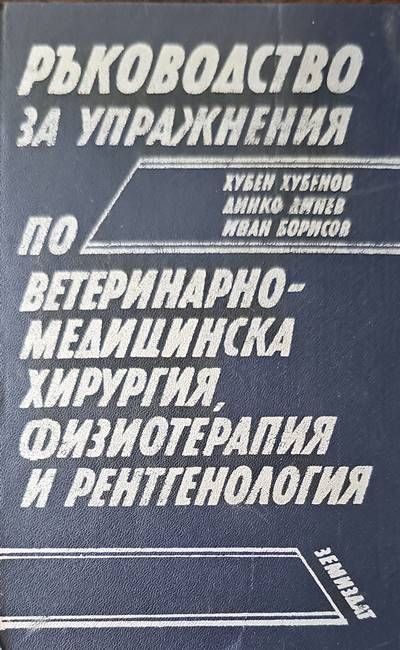 РЪКОВОДСТВО
ЗА УПРАЖНЕНИЯ
ХУБЕН ХУБЕНОВ
ДИНКО ДИНЕВ
ИВАН БОРИСОВ
ПО
ВЕТЕРИНАРНО-
МЕДИЦИНСКА
ХИРУРГИЯ,
ФИЗИОТЕРАПИЯ
И РЕНТГЕНОЛОГИЯ
ЗЕМИЗДАТ